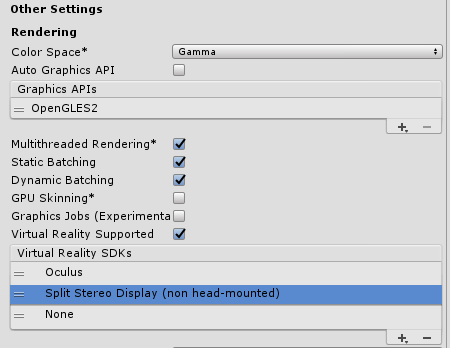 Other Settings
Rendering
Color Space* Gamma
Auto Graphics API
Graphics APIs
OpenGLES2
Multithreaded Rendering*
Static Batching
Dynamic Batching
GPU Skinning*
Graphics Jobs (Experimenta
Virtual Reality Supported
Virtual Reality SDKs
Oculus
Split Stereo Display (non head-mounted)
None